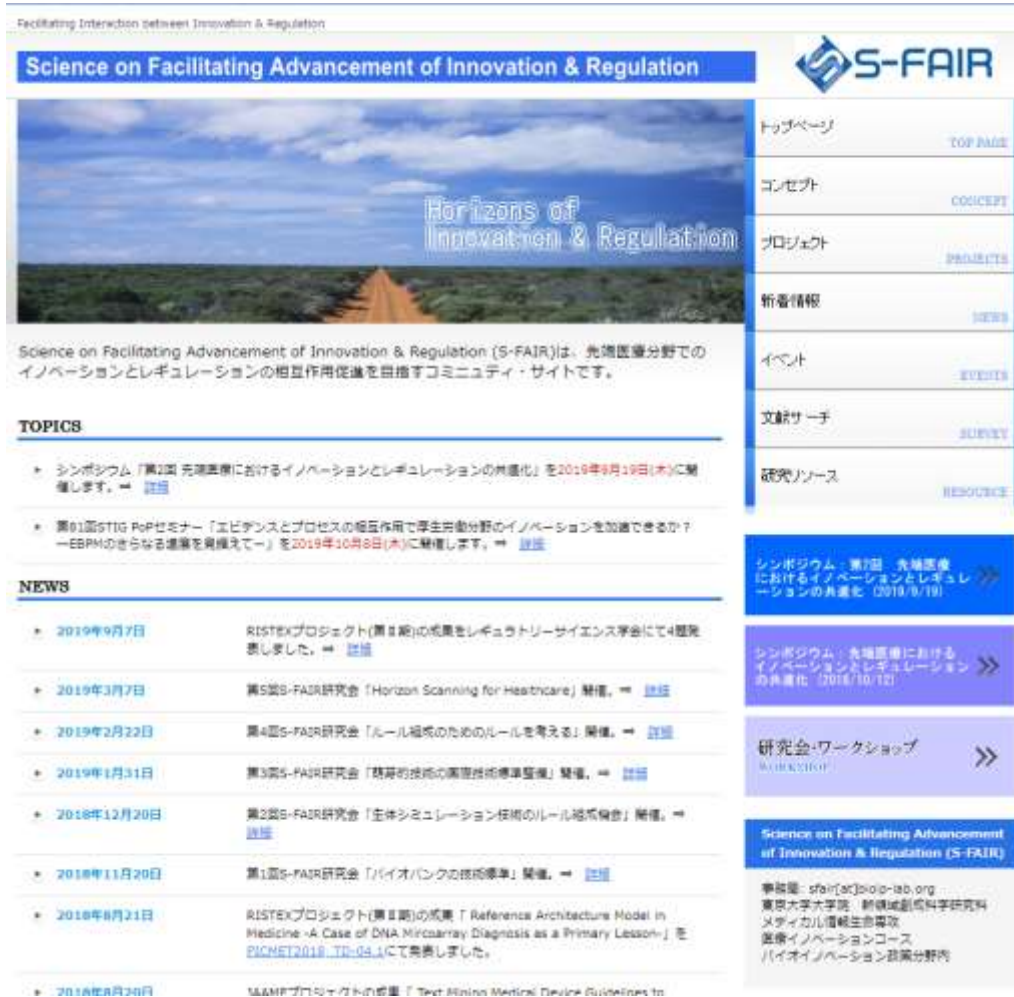 Facilitating Interaction between Innovation & Regulation
Science on Facilitating Advancement of Innovation & Regulation
S-FAIR
Horizons of
Innovation & Regulation
トップページ
TOP PAGE
コンセプト
CONCEPT
プロジェクト
PROJECTS
新着情報
NEWS
イベント
EVENTS
文献サーチ
SURVEY
研究リソース
RESOURCE
Science on Facilitating Advancement of Innovation & Regulation (S-FAIR)は、先端医療分野での
イノベーションとレギュレーションの相互作用促進を目指すコミニュティ・サイトです。
TOPICS
シンポジウム「第2回 先端医療におけるイノベーションとレギュレーションの共進化」を2019年9月19日(木)に開
催します。⇒ 詳細
第81回STIG PoPセミナー「エビデンスとプロセスの相互作用で厚生労働分野のイノベーションを加速できるか？
―EBPMのさらなる進展を見据えて―」を2019年10月8日(木)に開催します。⇒ 詳細
NEWS
2019年9月7日 RISTEXプロジェクト(第Ⅱ期)の成果をレギュラトリーサイエンス学会にて4題発
表しました。⇒ 詳細
2019年3月7日 第5回S-FAIR研究会「Horizon Scanning for Healthcare」開催。⇒ 詳細
2019年2月22日 第4回S-FAIR研究会「ルール組成のためのルールを考える」開催。⇒ 詳細
2019年1月31日 第3回S-FAIR研究会「萌芽的技術の国際技術標準整備」開催。⇒ 詳細
2018年12月20日 第2回S-FAIR研究会「生体シミュレーション技術のルール組成機会」開催。⇒
詳細
2018年11月20日 第1回S-FAIR研究会「バイオバンクの技術標準」開催。⇒ 詳細
2018年8月21日 RISTEXプロジェクト(第Ⅱ期)の成果「 Reference Architecture Model in
Medicine -A Case of DNA Mircoarray Diagnosis as a Primary Lesson-」を
PICMET2018 TD-04.1にて発表しました。
2018年8月20日 SAAMEプロジェクトの成果「 Text Mining Medical Device Guidelines to
シンポジウム：第2回 先端医療
におけるイノベーションとレギュレ
ーションの共進化 (2019/9/19)
シンポジウム：先端医療における
イノベーションとレギュレーション
の共進化 (2018/10/12)
研究会・ワークショップ
WORKSHOP
Science on Facilitating Advancement
of Innovation & Regulation (S-FAIR)
事務局: sfair[at]bioip-lab.org
東京大学大学院 新領域創成科学研究科
メディカル情報生命専攻
医療イノベーションコース
バイオイノベーション政策分野内